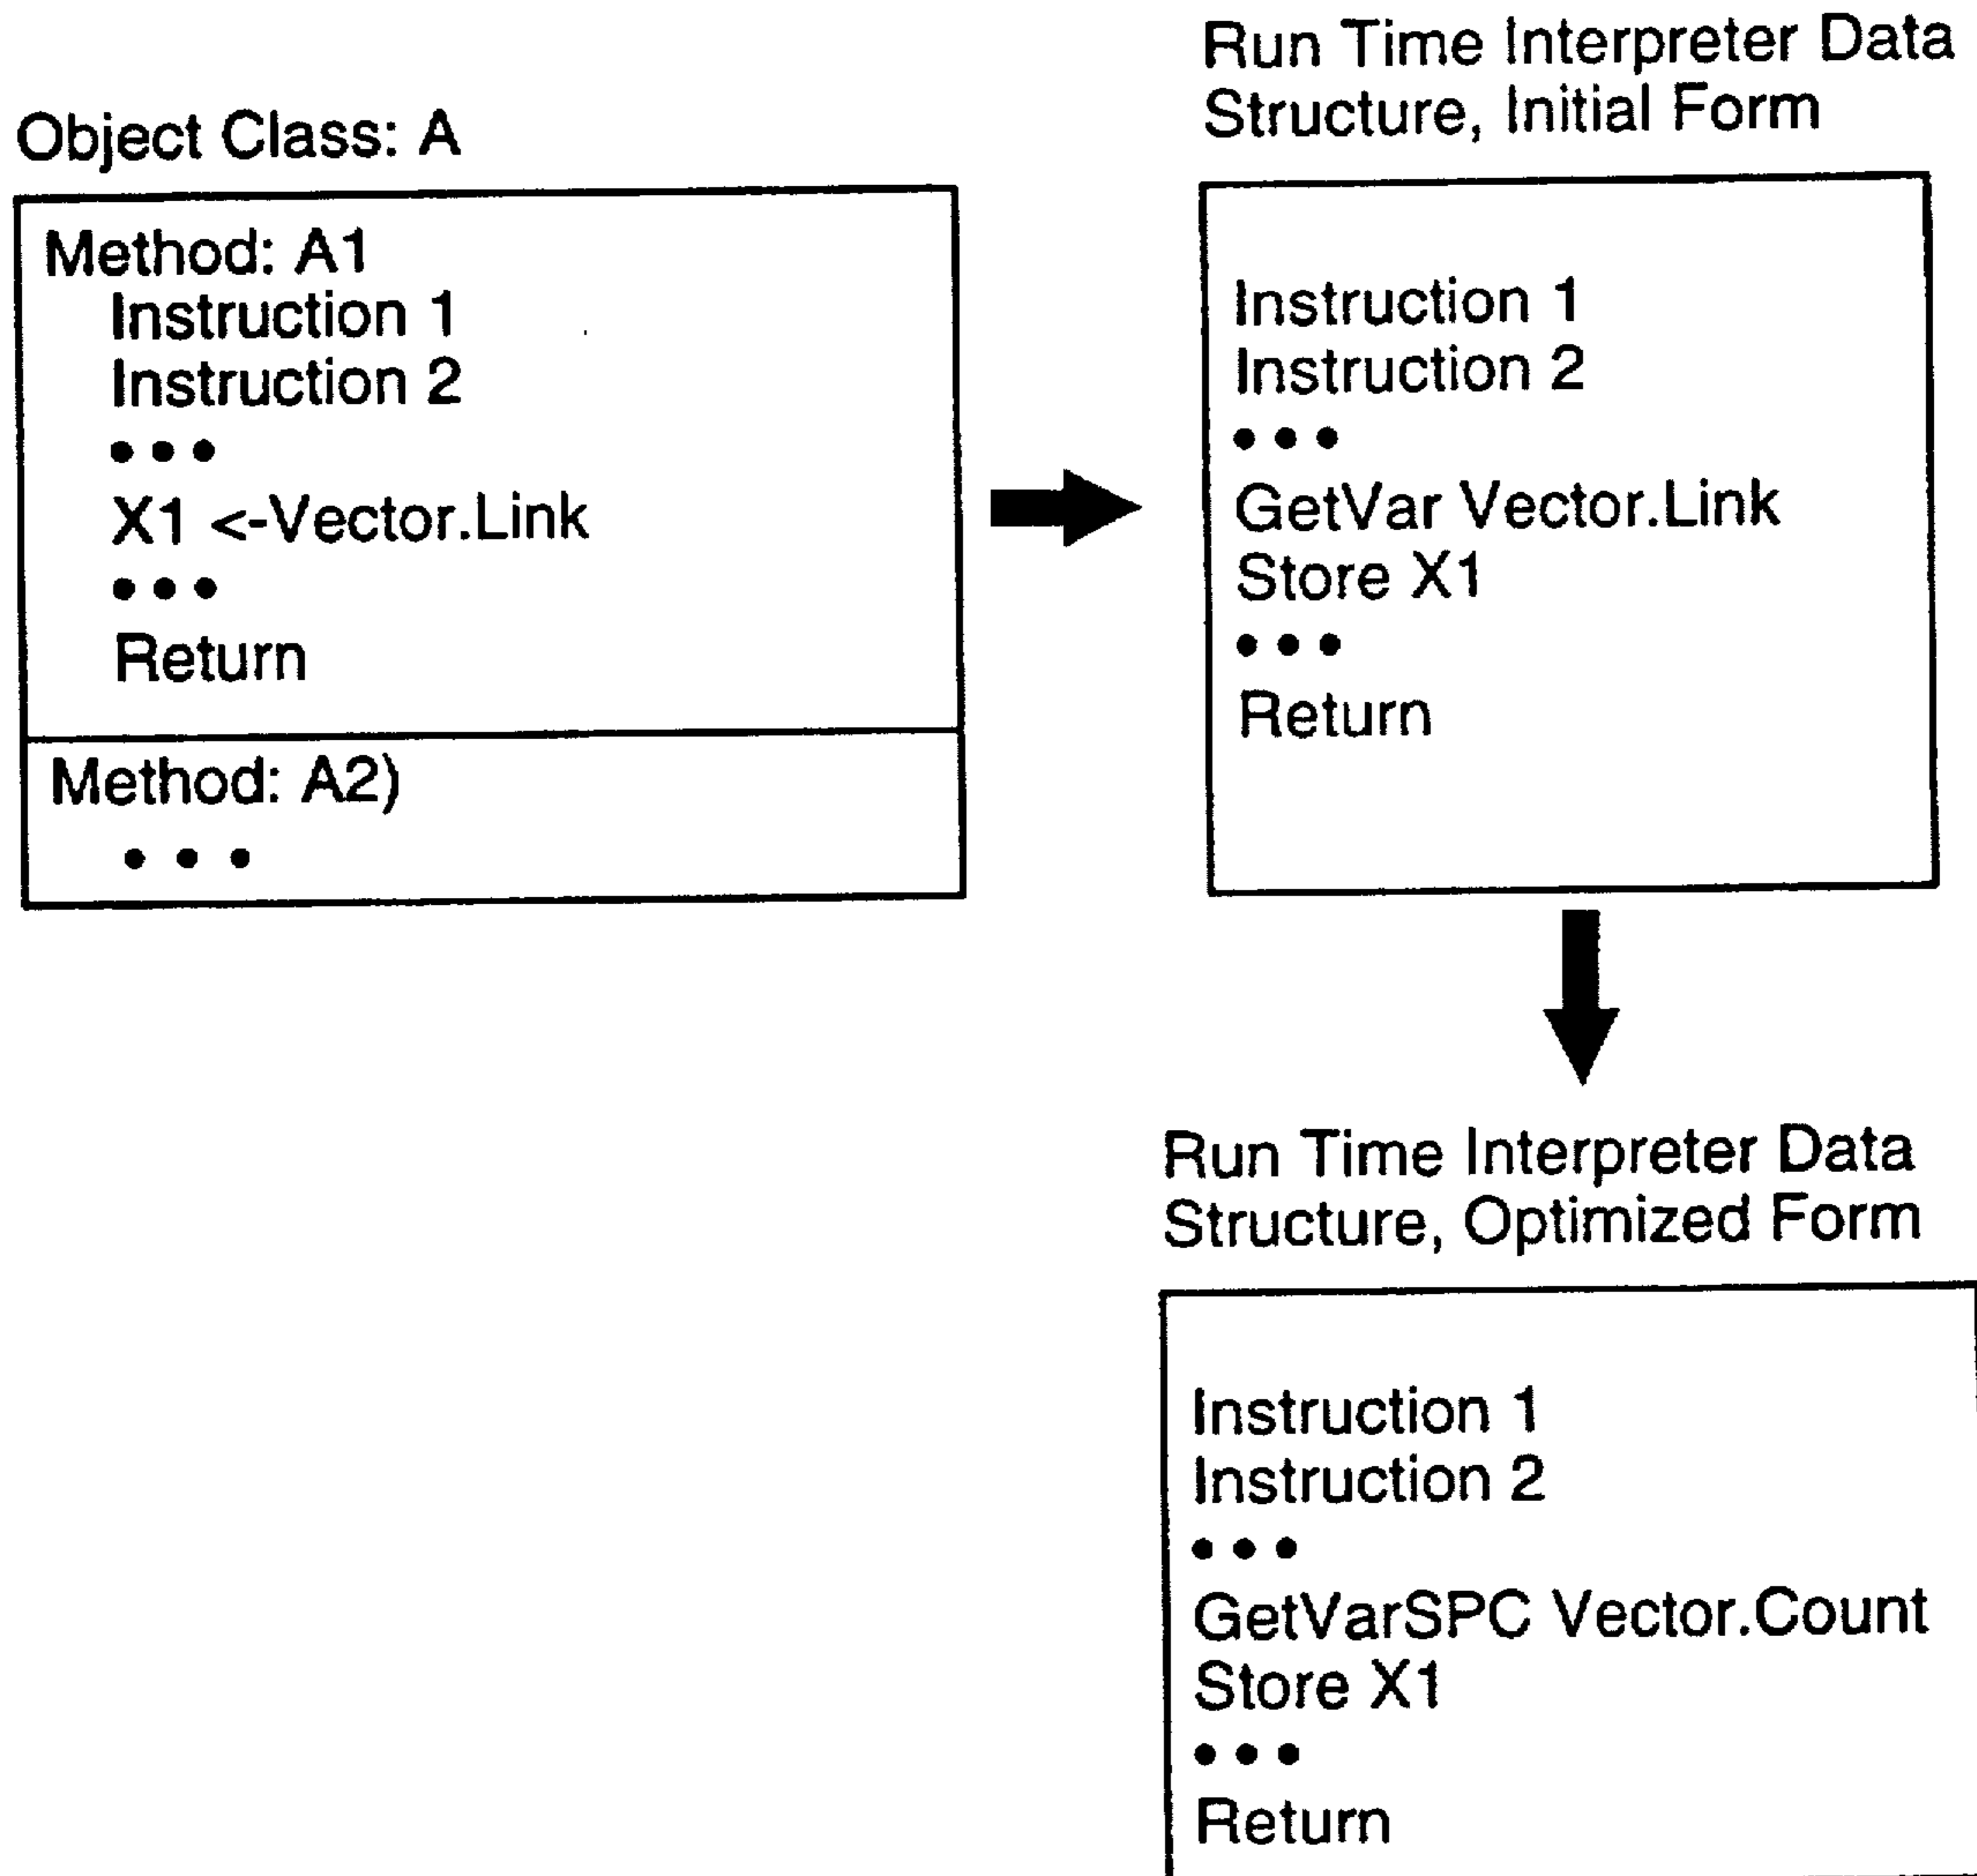 Object Class: A
Method: A1
Instruction 1
Instruction 2
• • •
X1 <-Vector.Link
• • •
Return
Method: A2)
• • •
Run Time Interpreter Data
Structure, Initial Form
Instruction 1
Instruction 2
• • •
GetVar Vector.Link
Store X1
• • •
Return
Run Time Interpreter Data
Structure, Optimized Form
Instruction 1
Instruction 2
• • •
GetVarSPC Vector.Count
Store X1
• • •
Return